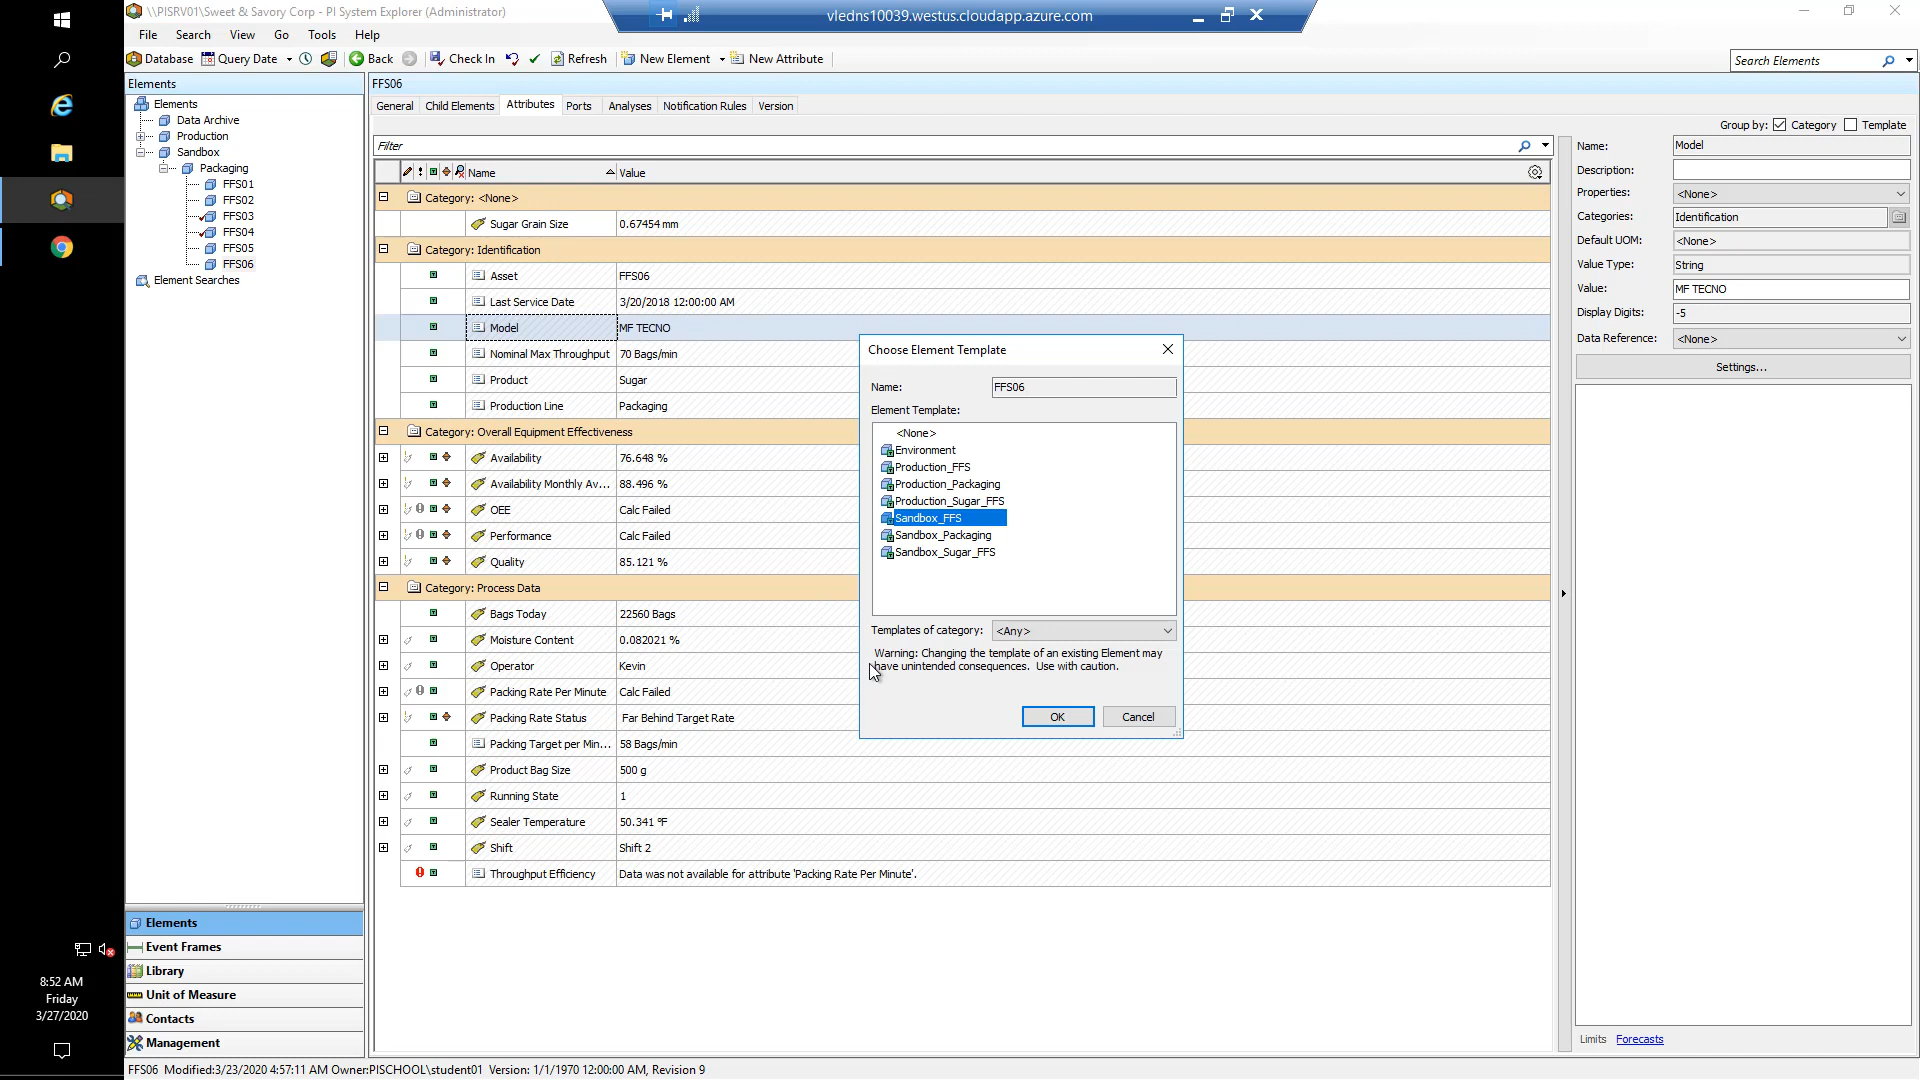 \\PISRV01\Sweet & Savory Corp - PI System Explorer (Administrator)
vledns10039.westus.cloudapp.azure.com
File Search View Go Tools Help
Database Query Date Back Check In Refresh New Element New Attribute
Search Elements
Elements
FFS06
Elements
Data Archive
Production
Sandbox
Packaging
FFS01
FFS02
FFS03
FFS04
FFS05
FFS06
Element Searches
General Child Elements Attributes Ports Analyses Notification Rules Version
Group by: Category Template
Filter
Name Value
Category: <None>
Sugar Grain Size 0.67454 mm
Category: Identification
Asset FFS06
Last Service Date 3/20/2018 12:00:00 AM
Model MF TECNO
Nominal Max Throughput 70 Bags/min
Product Sugar
Production Line Packaging
Category: Overall Equipment Effectiveness
Availability 76.648 %
Availability Monthly Av... 88.496 %
OEE Calc Failed
Performance Calc Failed
Quality 85.121 %
Category: Process Data
Bags Today 22560 Bags
Moisture Content 0.082021 %
Operator Kevin
Packing Rate Per Minute Calc Failed
Packing Rate Status Far Behind Target Rate
Packing Target per Min... 58 Bags/min
Product Bag Size 500 g
Running State 1
Sealer Temperature 50.341 °F
Shift Shift 2
Throughput Efficiency Data was not available for attribute 'Packing Rate Per Minute'.
Choose Element Template
Name: FFS06
Element Template:
<None>
Environment
Production_FFS
Production_Packaging
Production_Sugar_FFS
Sandbox_FFS
Sandbox_Packaging
Sandbox_Sugar_FFS
Templates of category: <Any>
Warning: Changing the template of an existing Element may
have unintended consequences. Use with caution.
OK Cancel
Name: Model
Description:
Properties: <None>
Categories: Identification
Default UOM: <None>
Value Type: String
Value: MF TECNO
Display Digits: -5
Data Reference: <None>
Settings...
Limits Forecasts
Elements
Event Frames
Library
Unit of Measure
Contacts
Management
8:52 AM
Friday
3/27/2020
FFS06 Modified:3/23/2020 4:57:11 AM Owner:PISCHOOL\student01 Version: 1/1/1970 12:00:00 AM, Revision 9